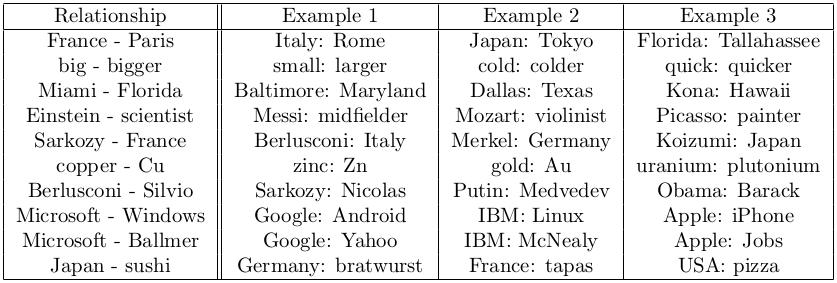 Relationship Example 1 Example 2 Example 3
France - Paris Italy: Rome Japan: Tokyo Florida: Tallahassee
big - bigger small: larger cold: colder quick: quicker
Miami - Florida Baltimore: Maryland Dallas: Texas Kona: Hawaii
Einstein - scientist Messi: midfielder Mozart: violinist Picasso: painter
Sarkozy - France Berlusconi: Italy Merkel: Germany Koizumi: Japan
copper - Cu zinc: Zn gold: Au uranium: plutonium
Berlusconi - Silvio Sarkozy: Nicolas Putin: Medvedev Obama: Barack
Microsoft - Windows Google: Android IBM: Linux Apple: iPhone
Microsoft - Ballmer Google: Yahoo IBM: McNealy Apple: Jobs
Japan - sushi Germany: bratwurst France: tapas USA: pizza